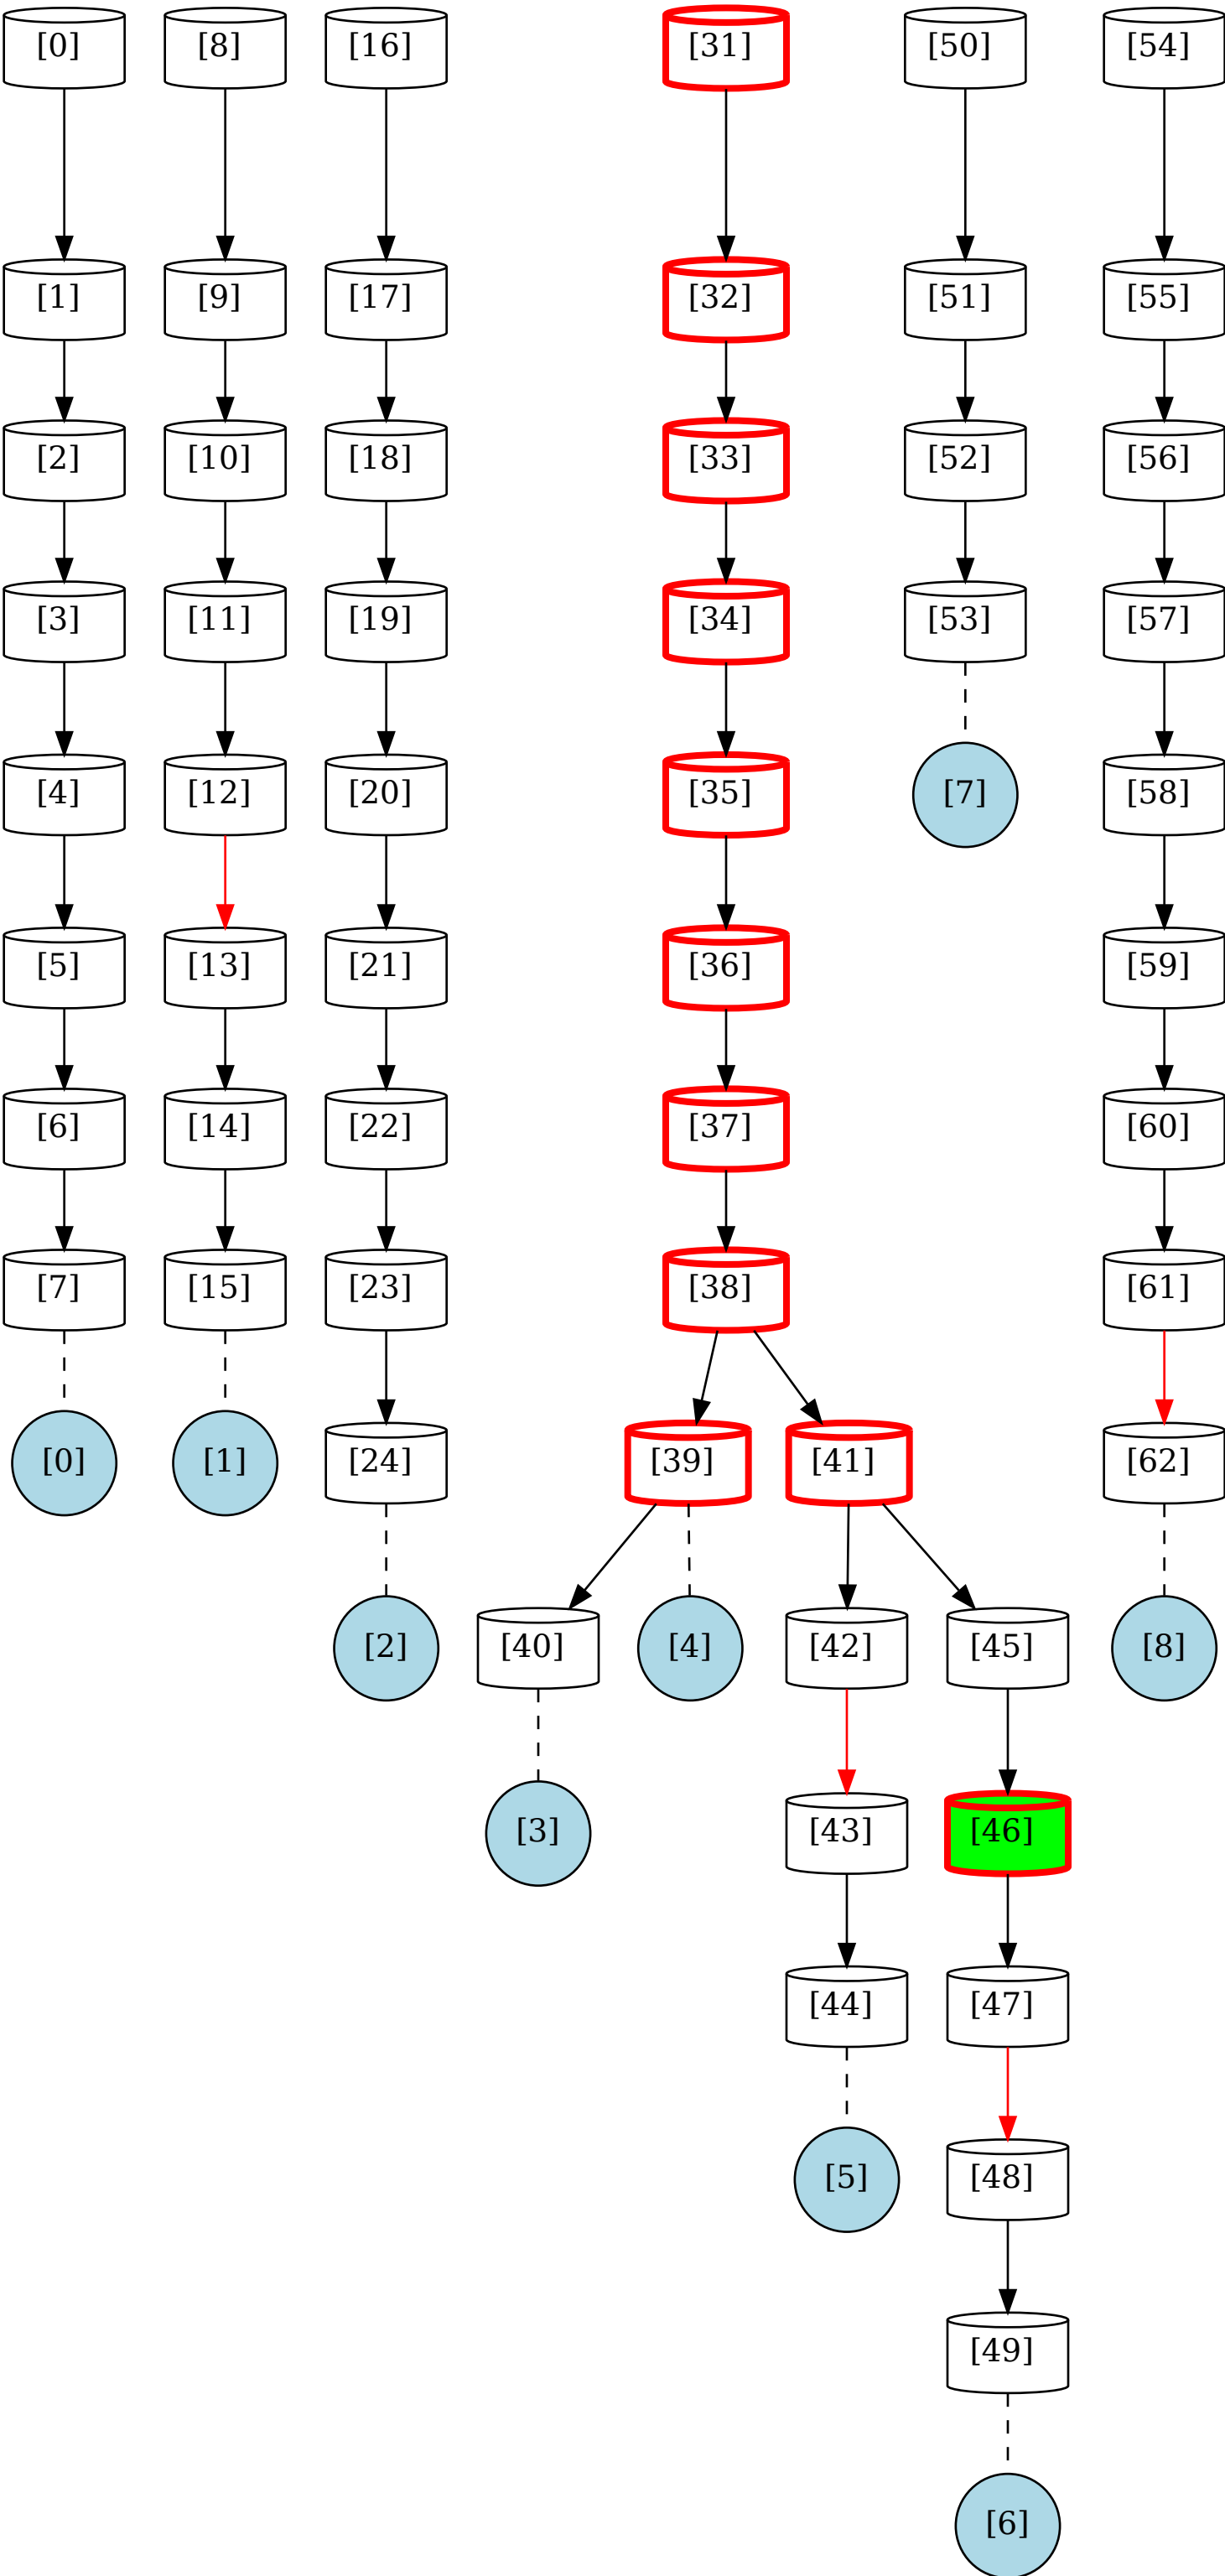 [0] [8] [16] [31] [50] [54]
[1] [9] [17] [32] [51] [55]
[2] [10] [18] [33] [52] [56]
[3] [11] [19] [34] [53] [57]
[4] [12] [20] [35] [7] [58]
[5] [13] [21] [36] [59]
[6] [14] [22] [37] [60]
[7] [15] [23] [38] [61]
[0] [1] [24] [39] [41] [62]
[2] [40] [4] [42] [45] [8]
[3] [43] [46]
[44] [47]
[5] [48]
[49]
[6]